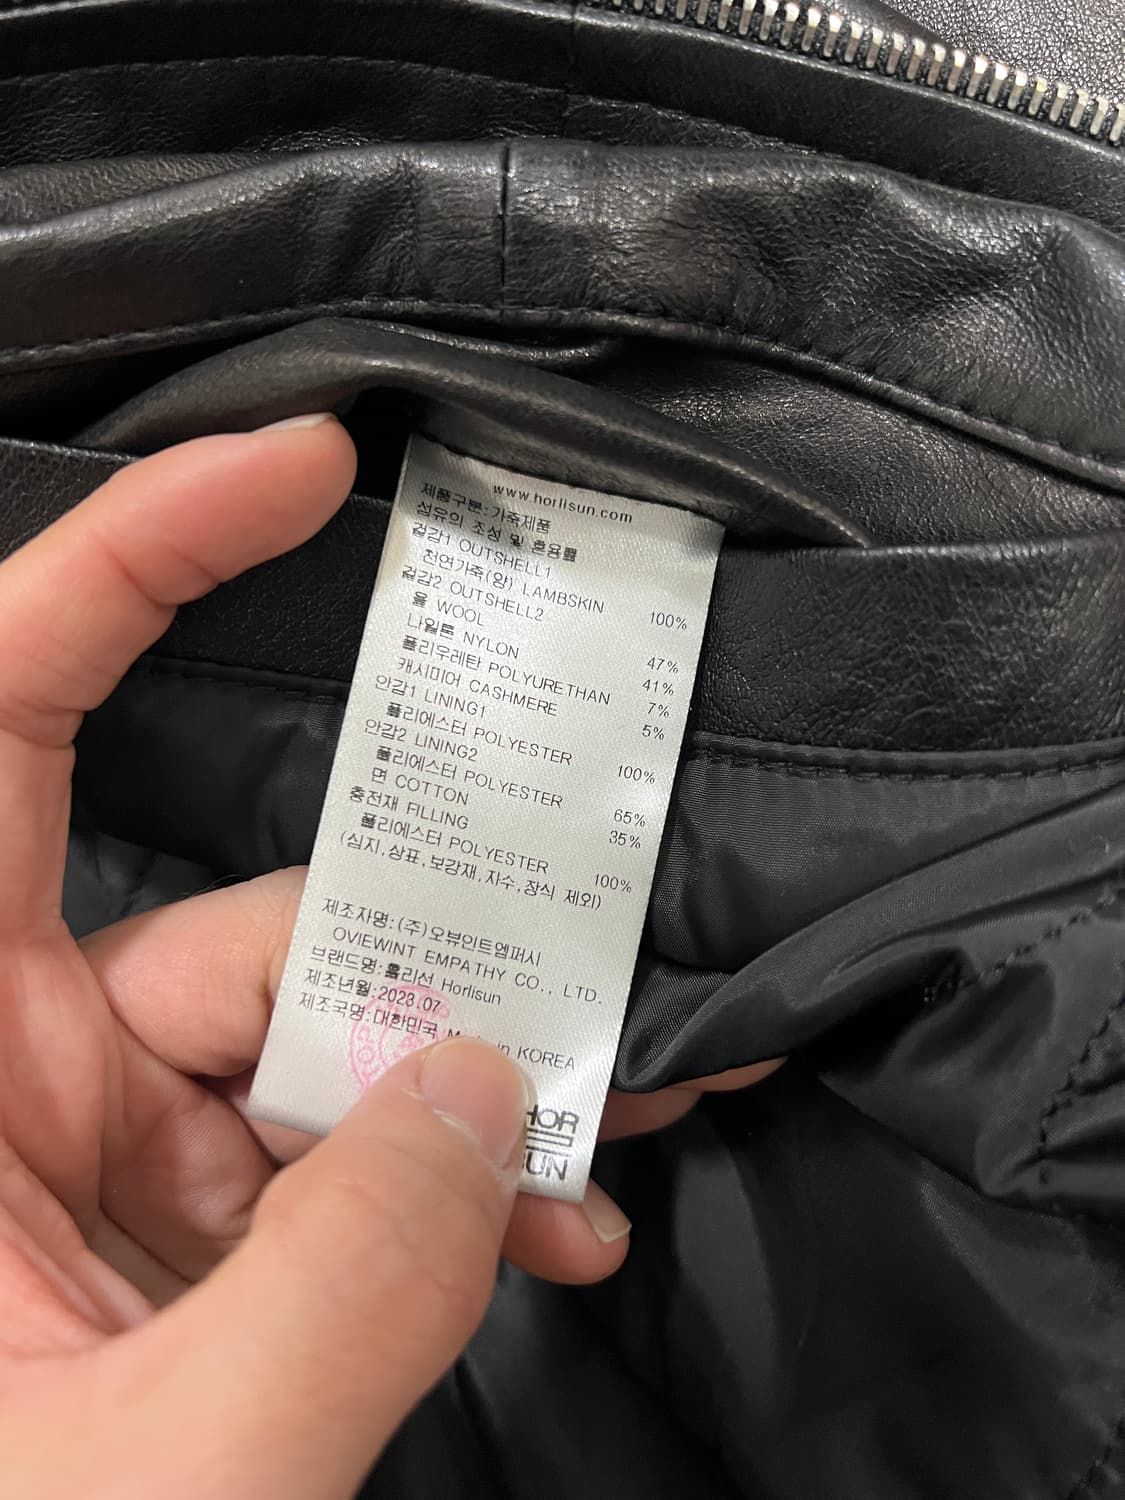 www.horlisun.com
제품구분:가죽제품
섬유의 조성 및 혼용률
겉감1 OUTSHELL1
천연가죽(양) LAMBSKIN 100%
겉감2 OUTSHELL2
울 WOOL 47%
나일론 NYLON 41%
폴리우레탄 POLYURETHAN 7%
캐시미어 CASHMERE 5%
안감1 LINING1
폴리에스터 POLYESTER 100%
안감2 LINING2
폴리에스터 POLYESTER 65%
면 COTTON 35%
충전재 FILLING
폴리에스터 POLYESTER 100%
(심지,상표,보강재,자수,장식 제외)
제조자명:(주)오뷰인트엠퍼시
OVIEWINT EMPATHY CO., LTD.
브랜드명:홀리선 Horlisun
제조년월:2023.07
제조국명:대한민국 in KOREA
HOR
SUN